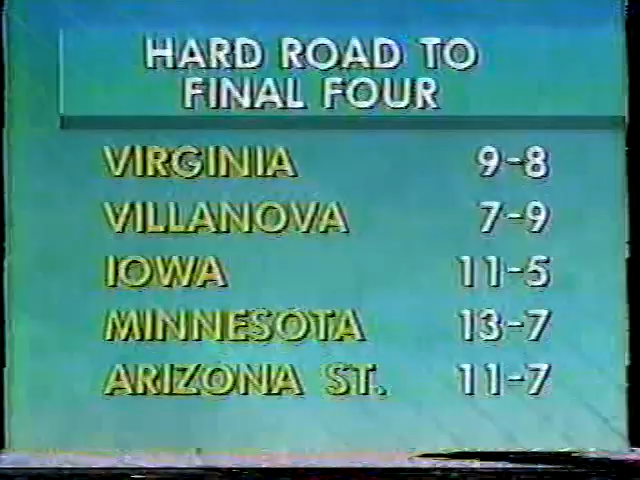 HARD ROAD TO
FINAL FOUR
VIRGINIA 9-8
VILLANOVA 7-9
IOWA 11-5
MINNESOTA 13-7
ARIZONA ST. 11-7